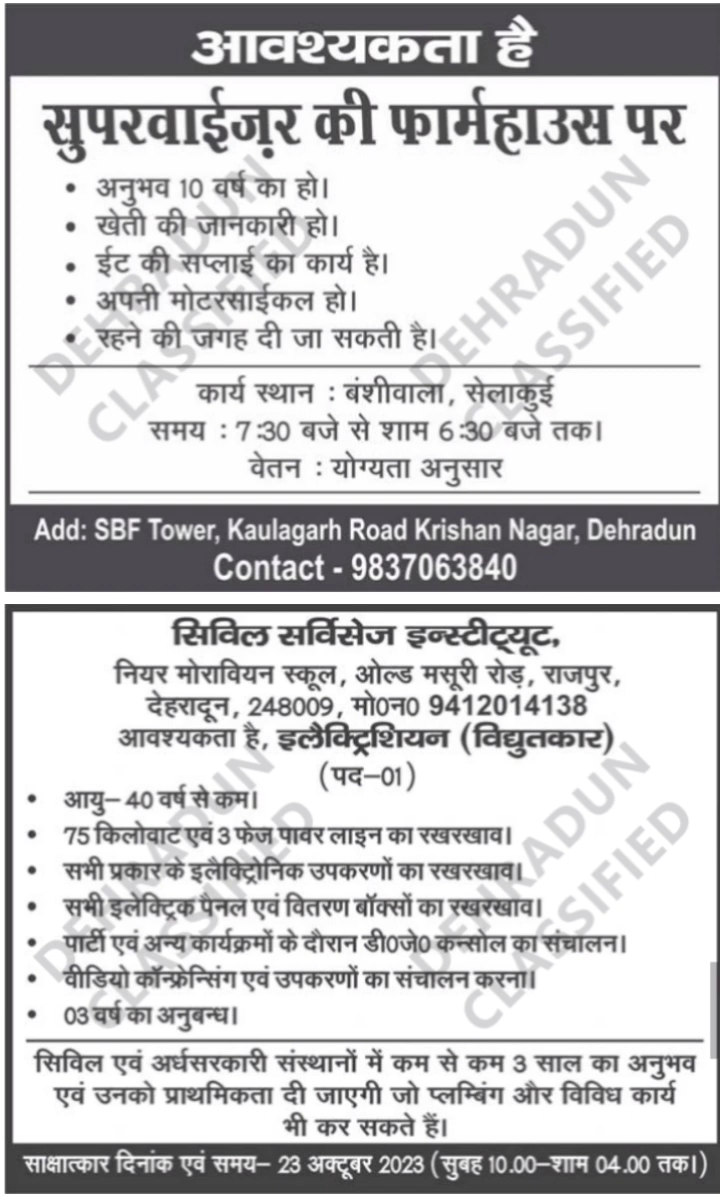 आवश्यकता है
सुपरवाईज़र की फार्महाउस पर
• अनुभव 10 वर्ष का हो।
• खेती की जानकारी हो।
• ईट की सप्लाई का कार्य है।
• अपनी मोटरसाईकल हो।
• रहने की जगह दी जा सकती है।
कार्य स्थान : बंशीवाला, सेलाकुई
समय : 7:30 बजे से शाम 6:30 बजे तक।
वेतन : योग्यता अनुसार
Add: SBF Tower, Kaulagarh Road Krishan Nagar, Dehradun
Contact - 9837063840
DEHRADUN
CLASSIFIED
DEHRADUN
CLASSIFIED
सिविल सर्विसेज इन्स्टीट्यूट,
नियर मोरावियन स्कूल, ओल्ड मसूरी रोड़, राजपुर,
देहरादून, 248009, मो0न0 9412014138
आवश्यकता है, इलैक्ट्रिशियन (विद्युतकार)
(पद–01)
• आयु– 40 वर्ष से कम।
• 75 किलोवाट एवं 3 फेज पावर लाइन का रखरखाव।
• सभी प्रकार के इलैक्ट्रोनिक उपकरणों का रखरखाव।
• सभी इलेक्ट्रिक पैनल एवं वितरण बॉक्सों का रखरखाव।
• पार्टी एवं अन्य कार्यक्रमों के दौरान डी0जे0 कन्सोल का संचालन।
• वीडियो कॉन्फ्रेन्सिंग एवं उपकरणों का संचालन करना।
• 03 वर्ष का अनुबन्ध।
सिविल एवं अर्धसरकारी संस्थानों में कम से कम 3 साल का अनुभव
एवं उनको प्राथमिकता दी जाएगी जो प्लम्बिंग और विविध कार्य
भी कर सकते हैं।
साक्षात्कार दिनांक एवं समय– 23 अक्टूबर 2023 (सुबह 10.00–शाम 04.00 तक।)
DEHRADUN
CLASSIFIED
DEHRADUN
CLASSIFIED